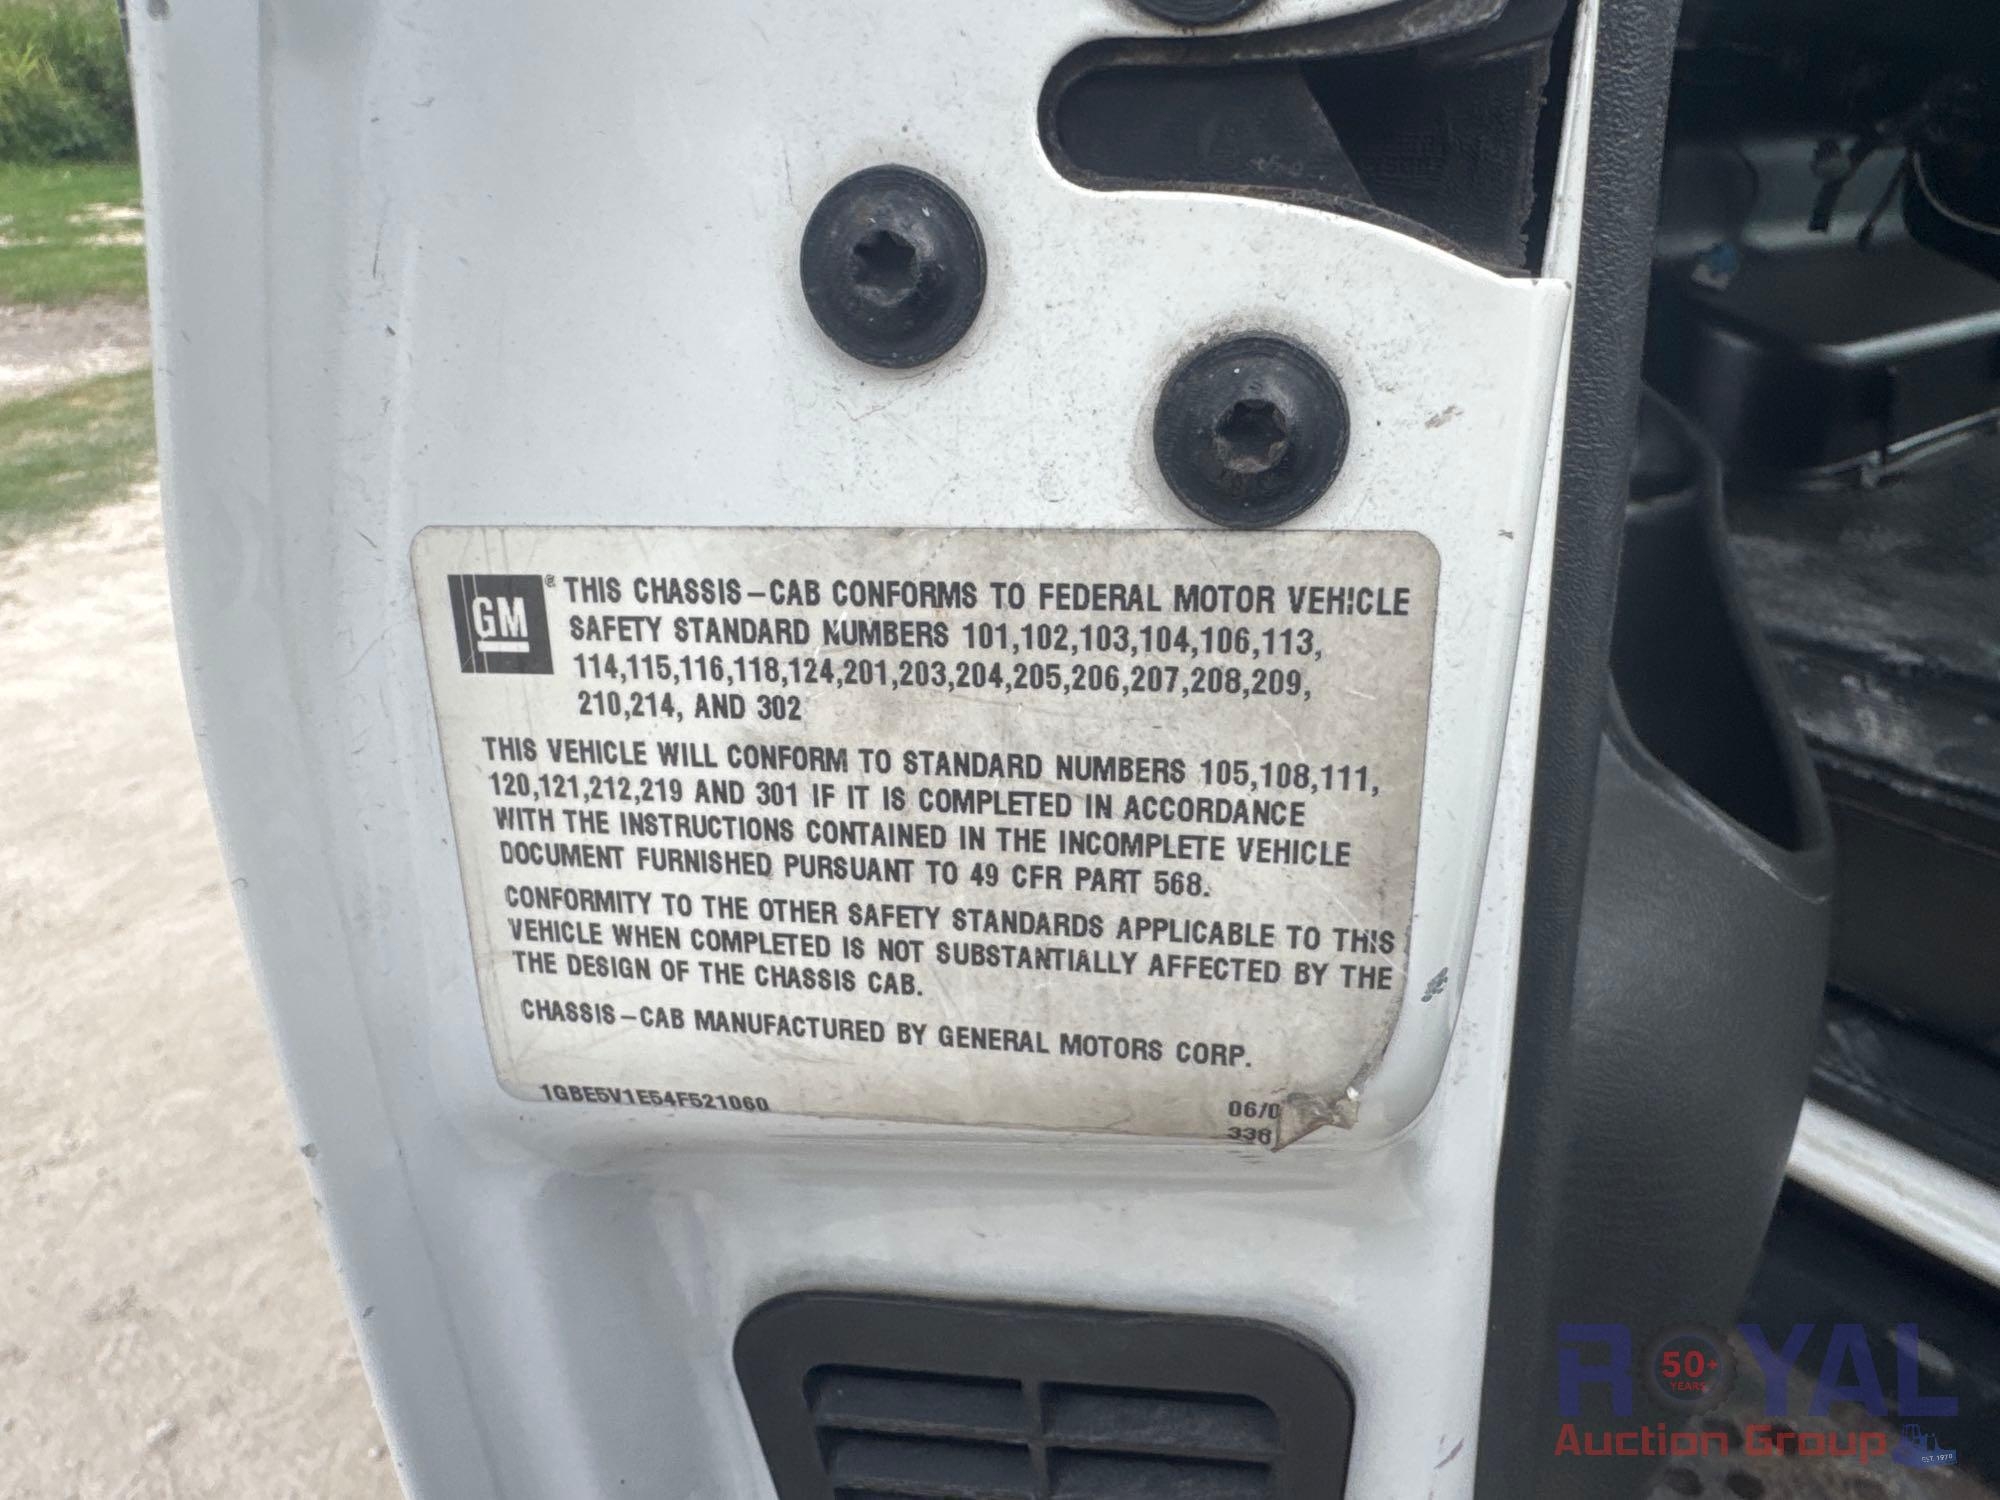 GM
® THIS CHASSIS–CAB CONFORMS TO FEDERAL MOTOR VEHICLE
SAFETY STANDARD NUMBERS 101,102,103,104,106,113,
114,115,116,118,124,201,203,204,205,206,207,208,209,
210,214, AND 302
THIS VEHICLE WILL CONFORM TO STANDARD NUMBERS 105,108,111,
120,121,212,219 AND 301 IF IT IS COMPLETED IN ACCORDANCE
WITH THE INSTRUCTIONS CONTAINED IN THE INCOMPLETE VEHICLE
DOCUMENT FURNISHED PURSUANT TO 49 CFR PART 568.
CONFORMITY TO THE OTHER SAFETY STANDARDS APPLICABLE TO THIS
VEHICLE WHEN COMPLETED IS NOT SUBSTANTIALLY AFFECTED BY THE
THE DESIGN OF THE CHASSIS CAB.
CHASSIS–CAB MANUFACTURED BY GENERAL MOTORS CORP.
1GBE5V1E54F521060
06/0
ROYAL
50+
YEARS
Auction Group
EST. 1970